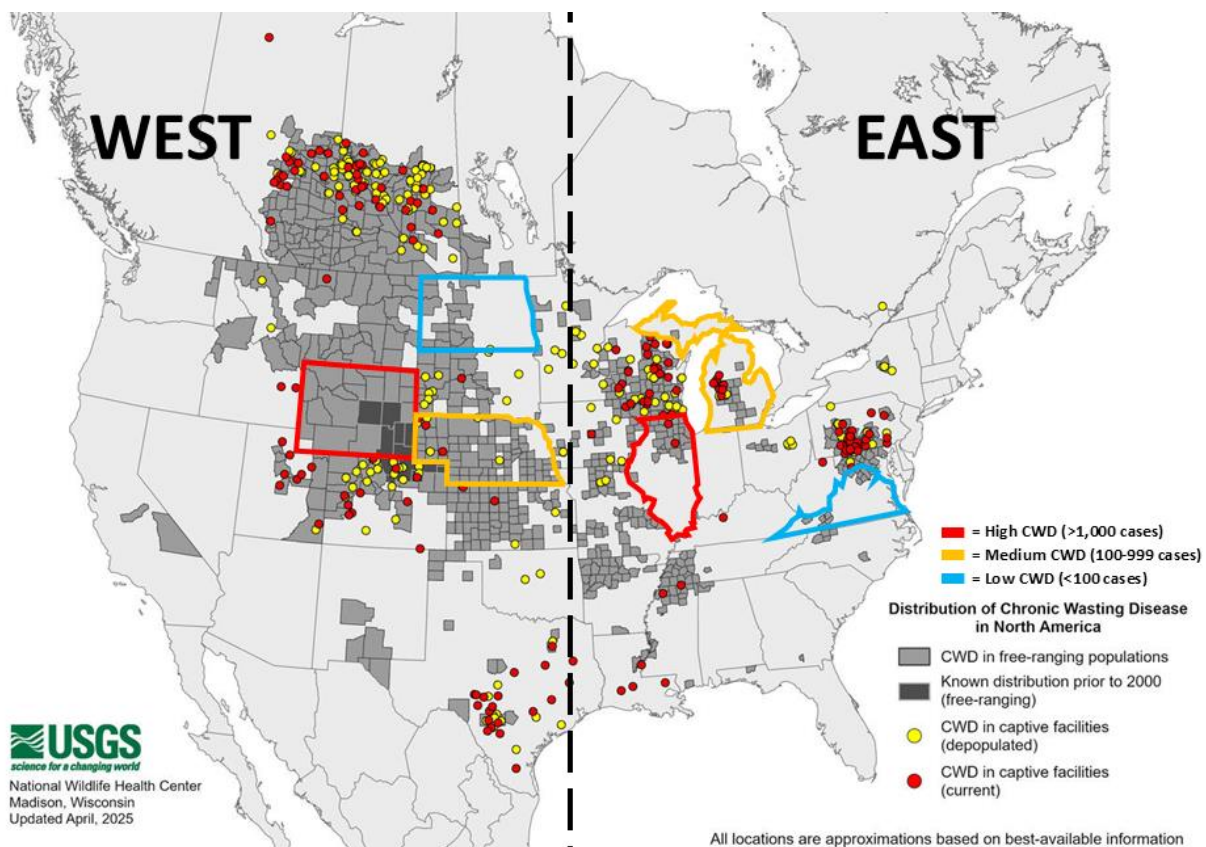 WEST
EAST
= High CWD (>1,000 cases)
= Medium CWD (100-999 cases)
= Low CWD (<100 cases)
Distribution of Chronic Wasting Disease
in North America
CWD in free-ranging populations
Known distribution prior to 2000
(free-ranging)
CWD in captive facilities
(depopulated)
CWD in captive facilities
(current)
USGS
science for a changing world
National Wildlife Health Center
Madison, Wisconsin
Updated April, 2025
All locations are approximations based on best-available information